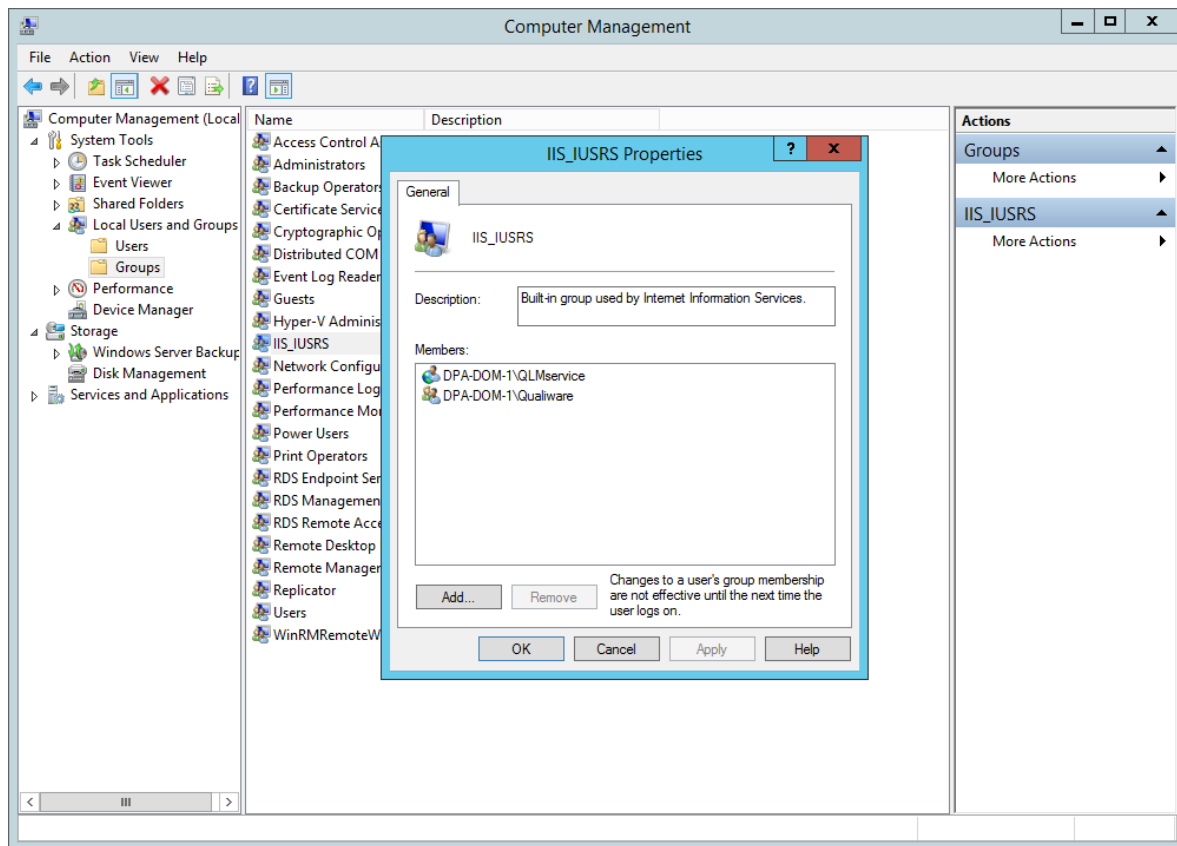 Computer Management
File Action View Help
Computer Management (Local
System Tools
Task Scheduler
Event Viewer
Shared Folders
Local Users and Groups
Users
Groups
Performance
Device Manager
Storage
Windows Server Backup
Disk Management
Services and Applications
Name Description
Access Control A
Administrators
Backup Operators
Certificate Service
Cryptographic Op
Distributed COM
Event Log Reader
Guests
Hyper-V Adminis
IIS_IUSRS
Network Configu
Performance Log
Performance Mon
Power Users
Print Operators
RDS Endpoint Ser
RDS Managemen
RDS Remote Acce
Remote Desktop
Remote Manager
Replicator
Users
WinRMRemoteW
IIS_IUSRS Properties
General
IIS_IUSRS
Description: Built-in group used by Internet Information Services.
Members:
DPA-DOM-1\QLMservice
DPA-DOM-1\Qualiware
Add... Remove
Changes to a user's group membership
are not effective until the next time the
user logs on.
OK Cancel Apply Help
Actions
Groups
More Actions
IIS_IUSRS
More Actions